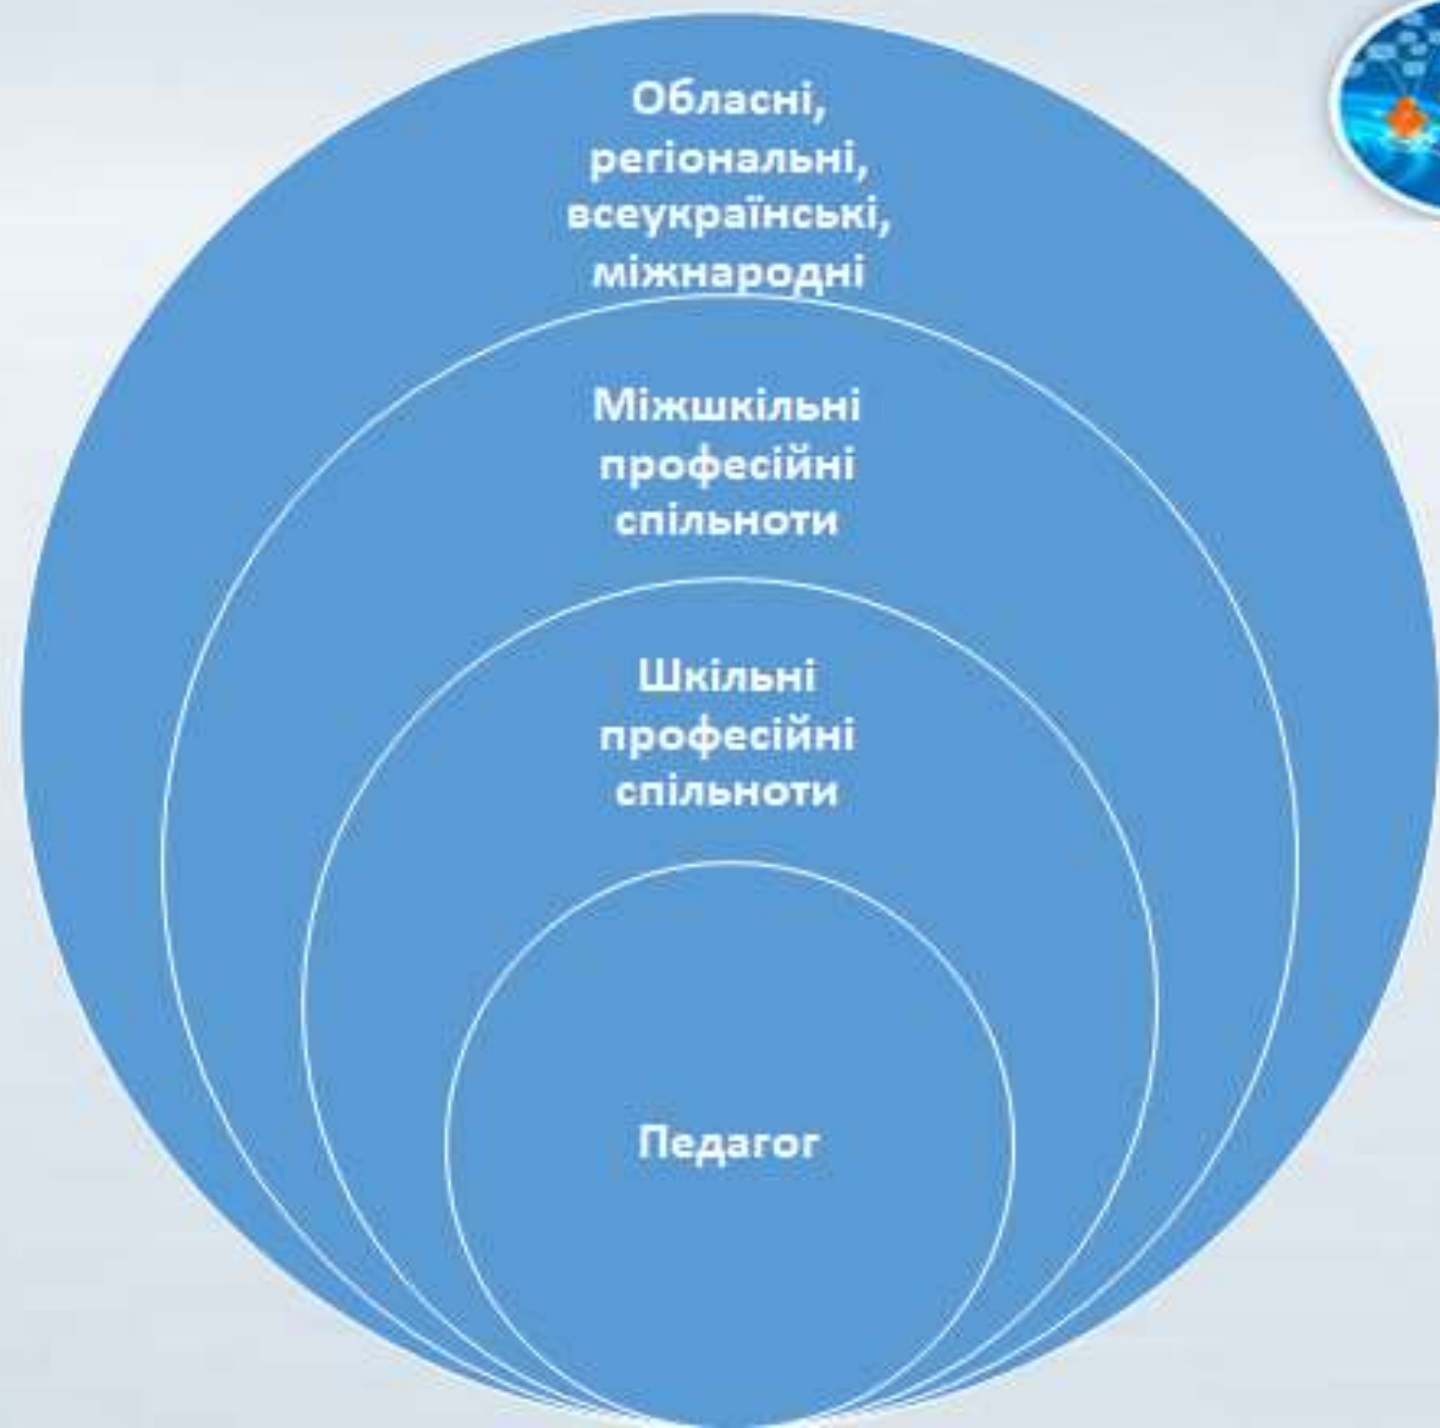 Обласні,
регіональні,
всеукраїнські,
міжнародні
Міжшкільні
професійні
спільноти
Шкільні
професійні
спільноти
Педагог